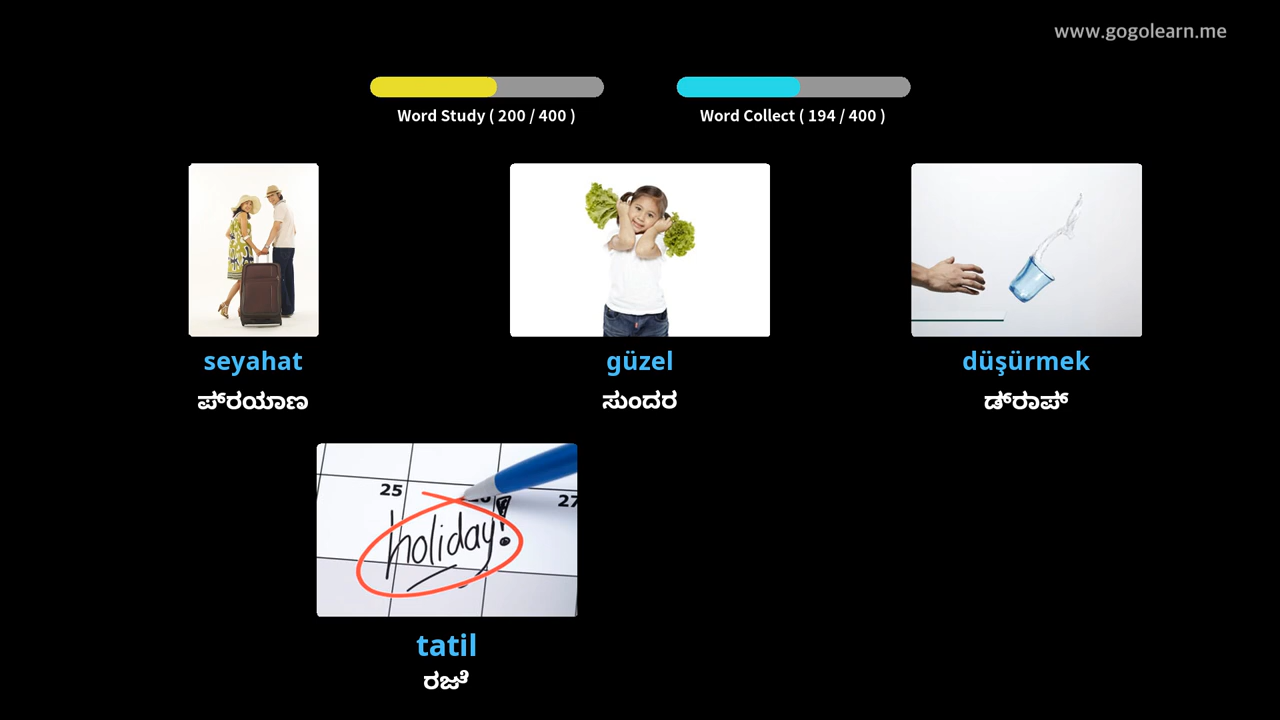 www.gogolearn.me
Word Study ( 200 / 400 )
Word Collect ( 194 / 400 )
seyahat
ಪ್ರಯಾಣ
güzel
ಸುಂದರ
düşürmek
ಡ್ರಾಪ್
25
27
holiday!
tatil
ರಜೆ